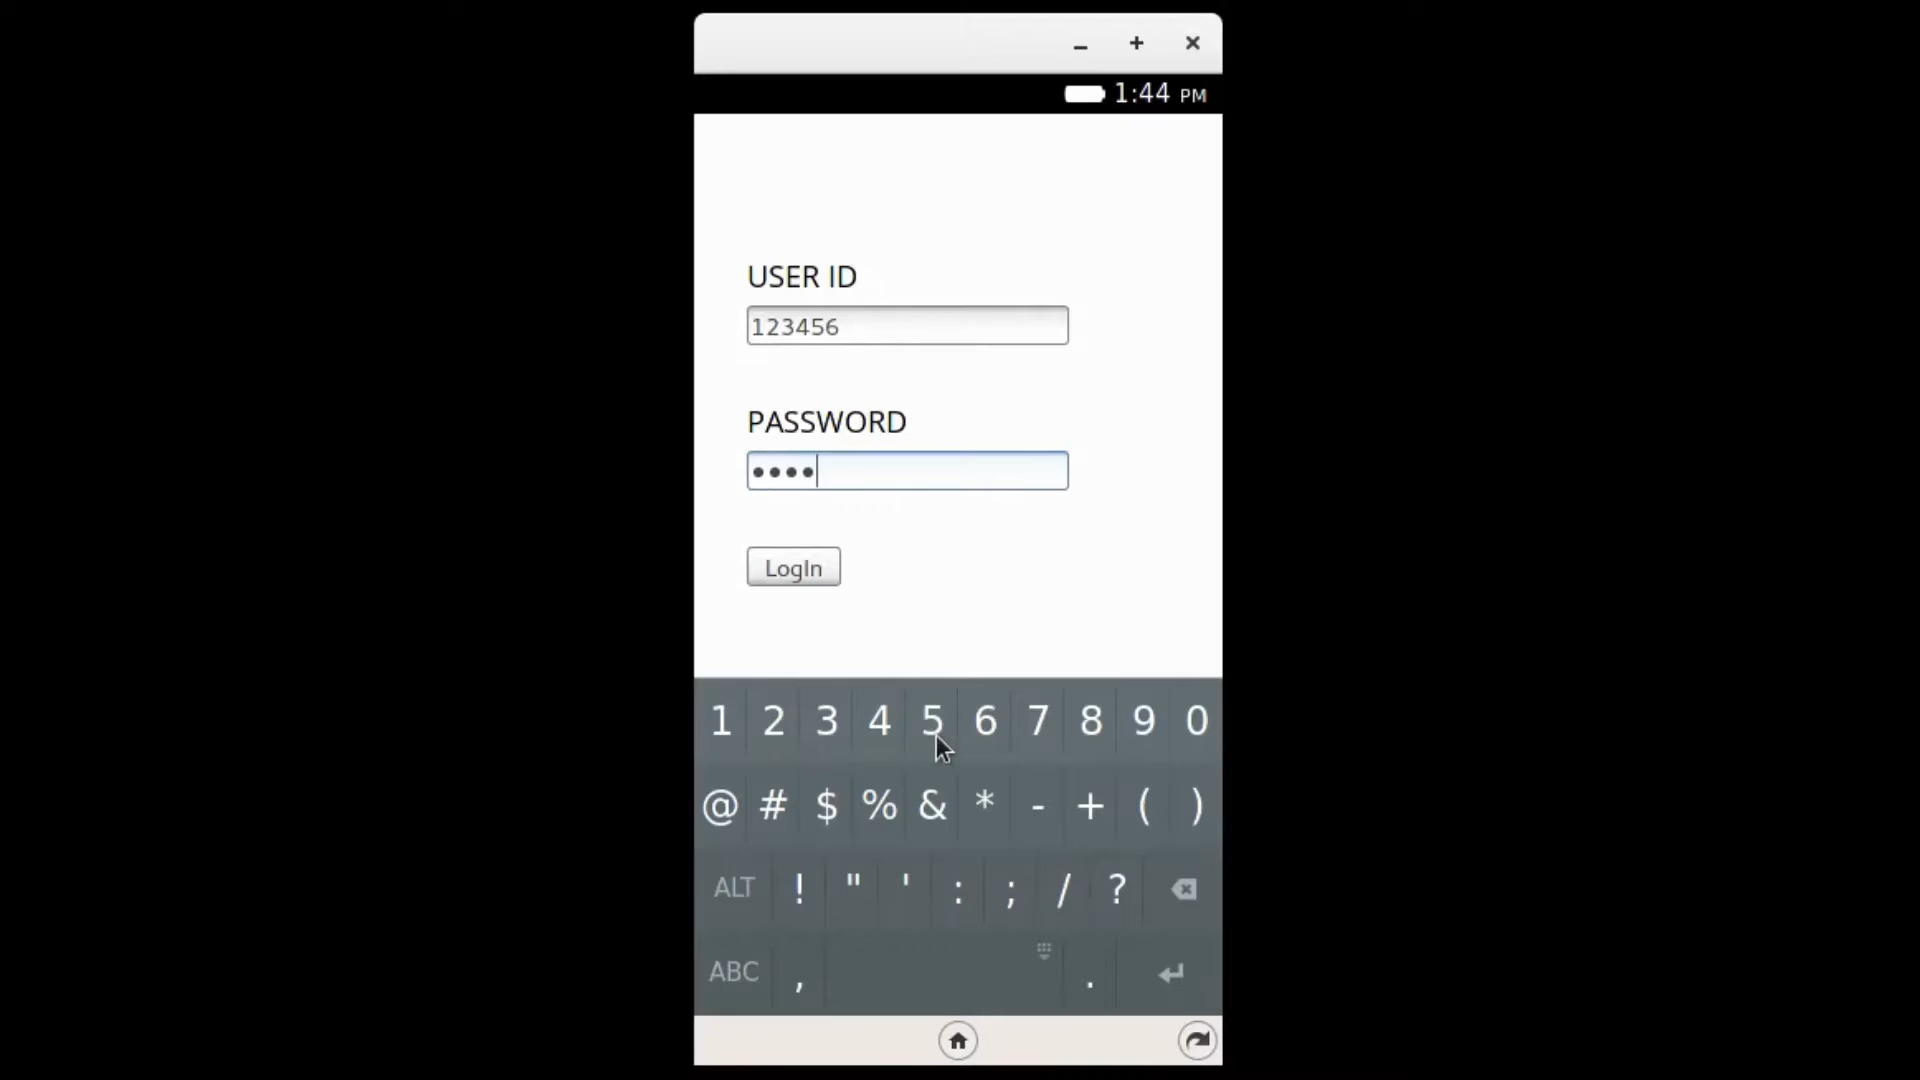 1:44 PM
USER ID
123456
PASSWORD
••••
LogIn
1 2 3 4 5 6 7 8 9 0
@ # $ % & * - + ( )
ALT ! " ' : ; / ?
ABC , .